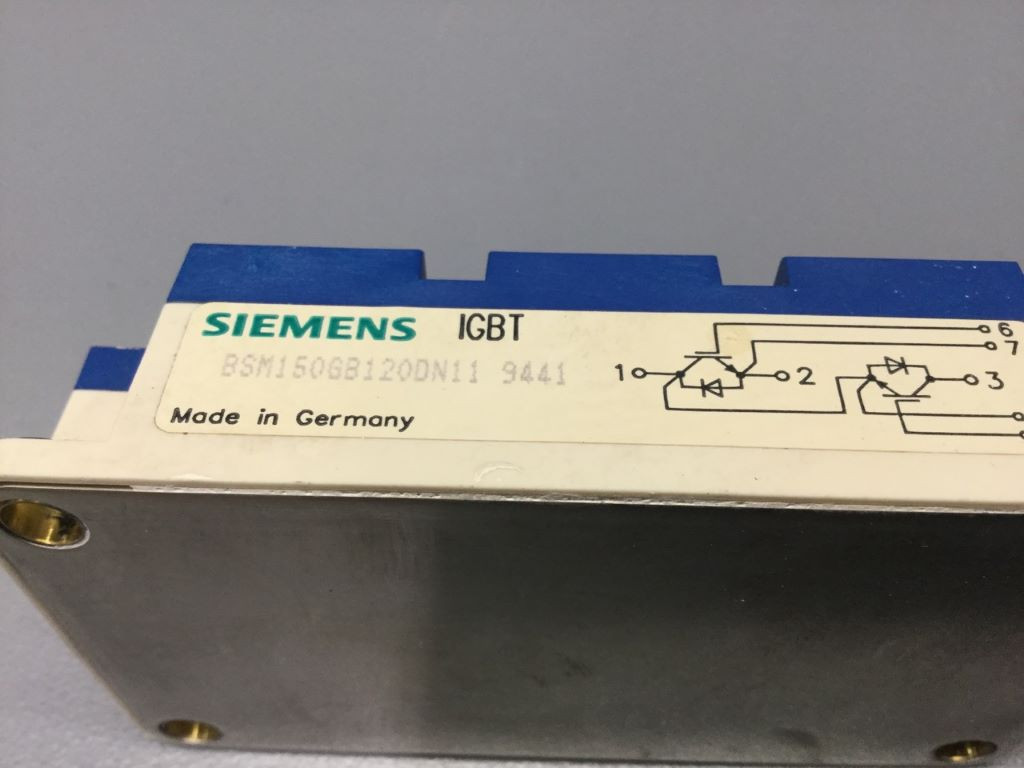 SIEMENS IGBT
BSM150GB120DN11 9441
Made in Germany
6
7
1
2
3